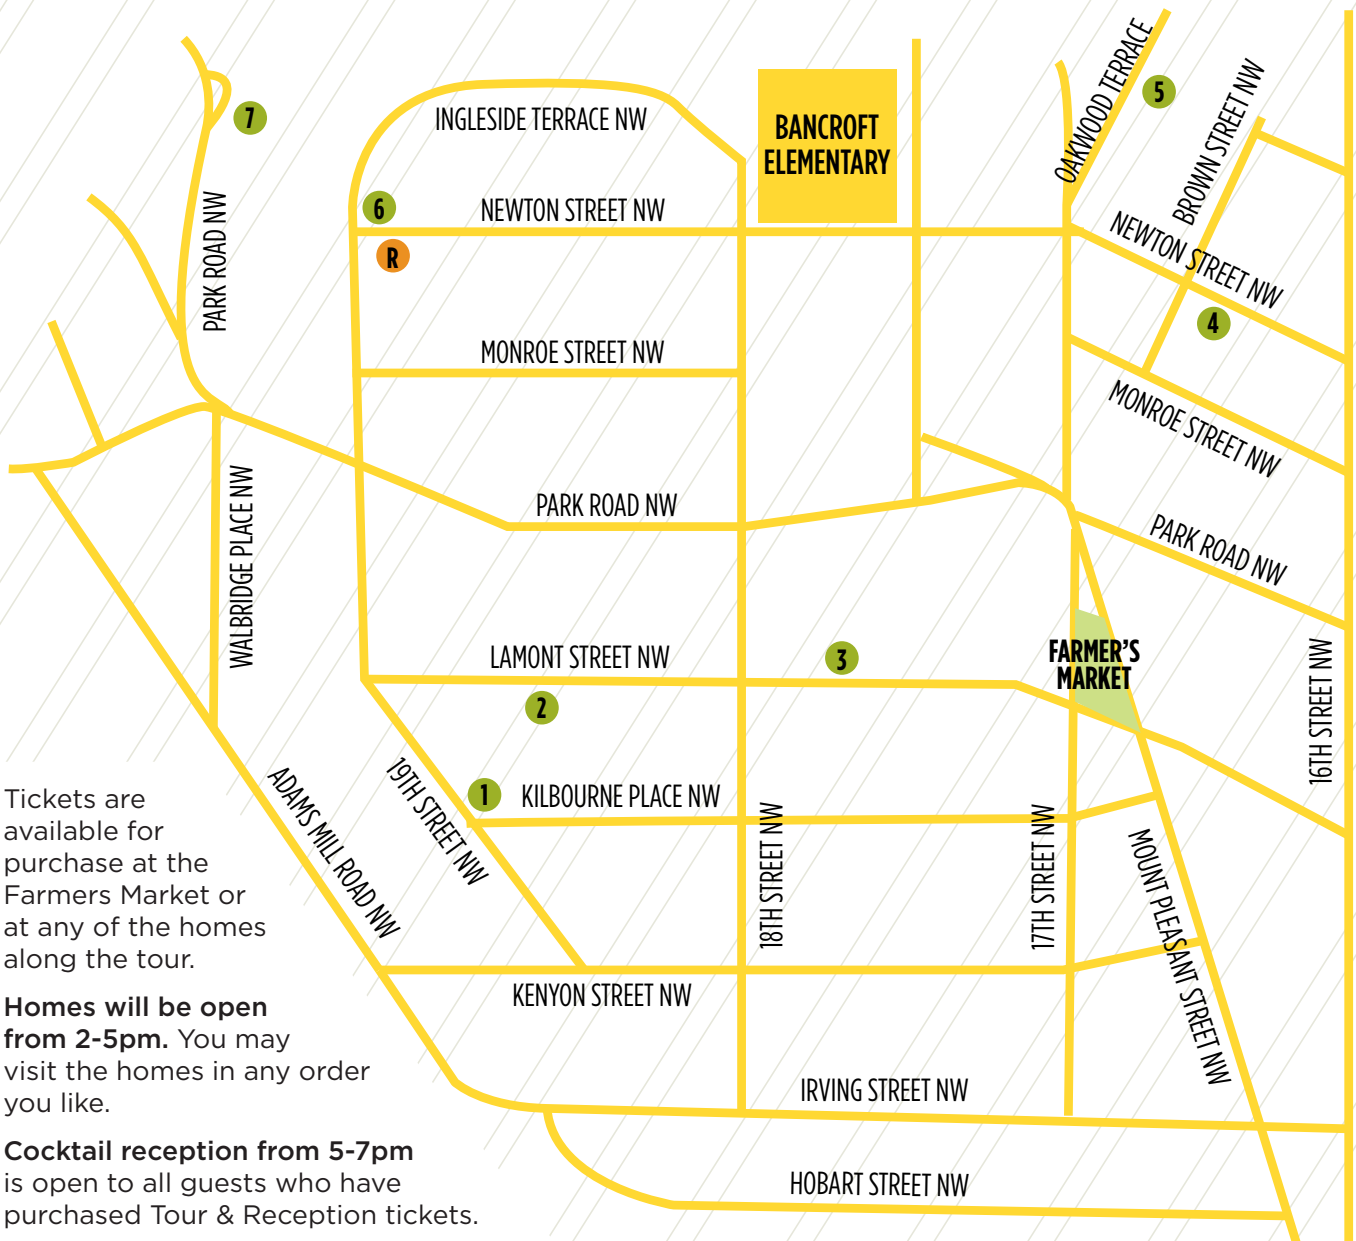 OAKWOOD TERRACE
5
BROWN STREET NW
7
INGLESIDE TERRACE NW
BANCROFT
ELEMENTARY
PARK ROAD NW
6
NEWTON STREET NW
R
NEWTON STREET NW
4
MONROE STREET NW
MONROE STREET NW
WALBRIDGE PLACE NW
PARK ROAD NW
PARK ROAD NW
LAMONT STREET NW
3
FARMER'S
MARKET
2
16TH STREET NW
ADAMS MILL ROAD NW
19TH STREET NW
1
KILBOURNE PLACE NW
18TH STREET NW
17TH STREET NW
MOUNT PLEASANT STREET NW
KENYON STREET NW
IRVING STREET NW
HOBART STREET NW
Tickets are
available for
purchase at the
Farmers Market or
at any of the homes
along the tour.
Homes will be open
from 2-5pm. You may
visit the homes in any order
you like.
Cocktail reception from 5-7pm
is open to all guests who have
purchased Tour & Reception tickets.